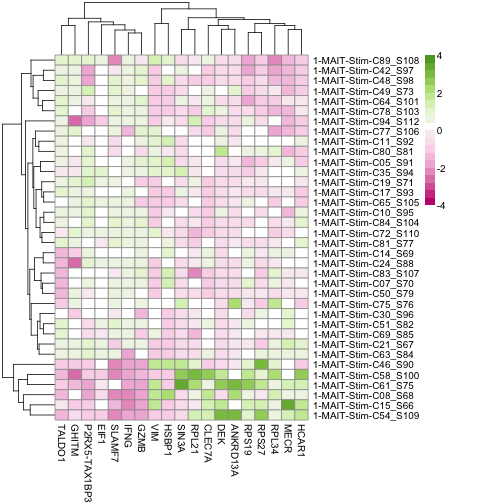 1-MAIT-Stim-C89_S108
1-MAIT-Stim-C42_S97
1-MAIT-Stim-C48_S98
1-MAIT-Stim-C49_S73
1-MAIT-Stim-C64_S101
1-MAIT-Stim-C78_S103
1-MAIT-Stim-C94_S112
1-MAIT-Stim-C77_S106
1-MAIT-Stim-C11_S92
1-MAIT-Stim-C80_S81
1-MAIT-Stim-C05_S91
1-MAIT-Stim-C35_S94
1-MAIT-Stim-C19_S71
1-MAIT-Stim-C17_S93
1-MAIT-Stim-C65_S105
1-MAIT-Stim-C10_S95
1-MAIT-Stim-C84_S104
1-MAIT-Stim-C72_S110
1-MAIT-Stim-C81_S77
1-MAIT-Stim-C14_S69
1-MAIT-Stim-C24_S88
1-MAIT-Stim-C83_S107
1-MAIT-Stim-C07_S70
1-MAIT-Stim-C50_S79
1-MAIT-Stim-C75_S76
1-MAIT-Stim-C30_S96
1-MAIT-Stim-C51_S82
1-MAIT-Stim-C69_S85
1-MAIT-Stim-C21_S67
1-MAIT-Stim-C63_S84
1-MAIT-Stim-C46_S90
1-MAIT-Stim-C58_S100
1-MAIT-Stim-C61_S75
1-MAIT-Stim-C08_S68
1-MAIT-Stim-C15_S66
1-MAIT-Stim-C54_S109
4
2
0
-2
-4
TALDO1
GHITM
P2RX5-TAX1BP3
EIF1
SLAMF7
IFNG
GZMB
VIM
HSBP1
SIN3A
RPL21
CLEC7A
DEK
ANKRD13A
RPS19
RPS27
RPL34
MECR
HCAR1